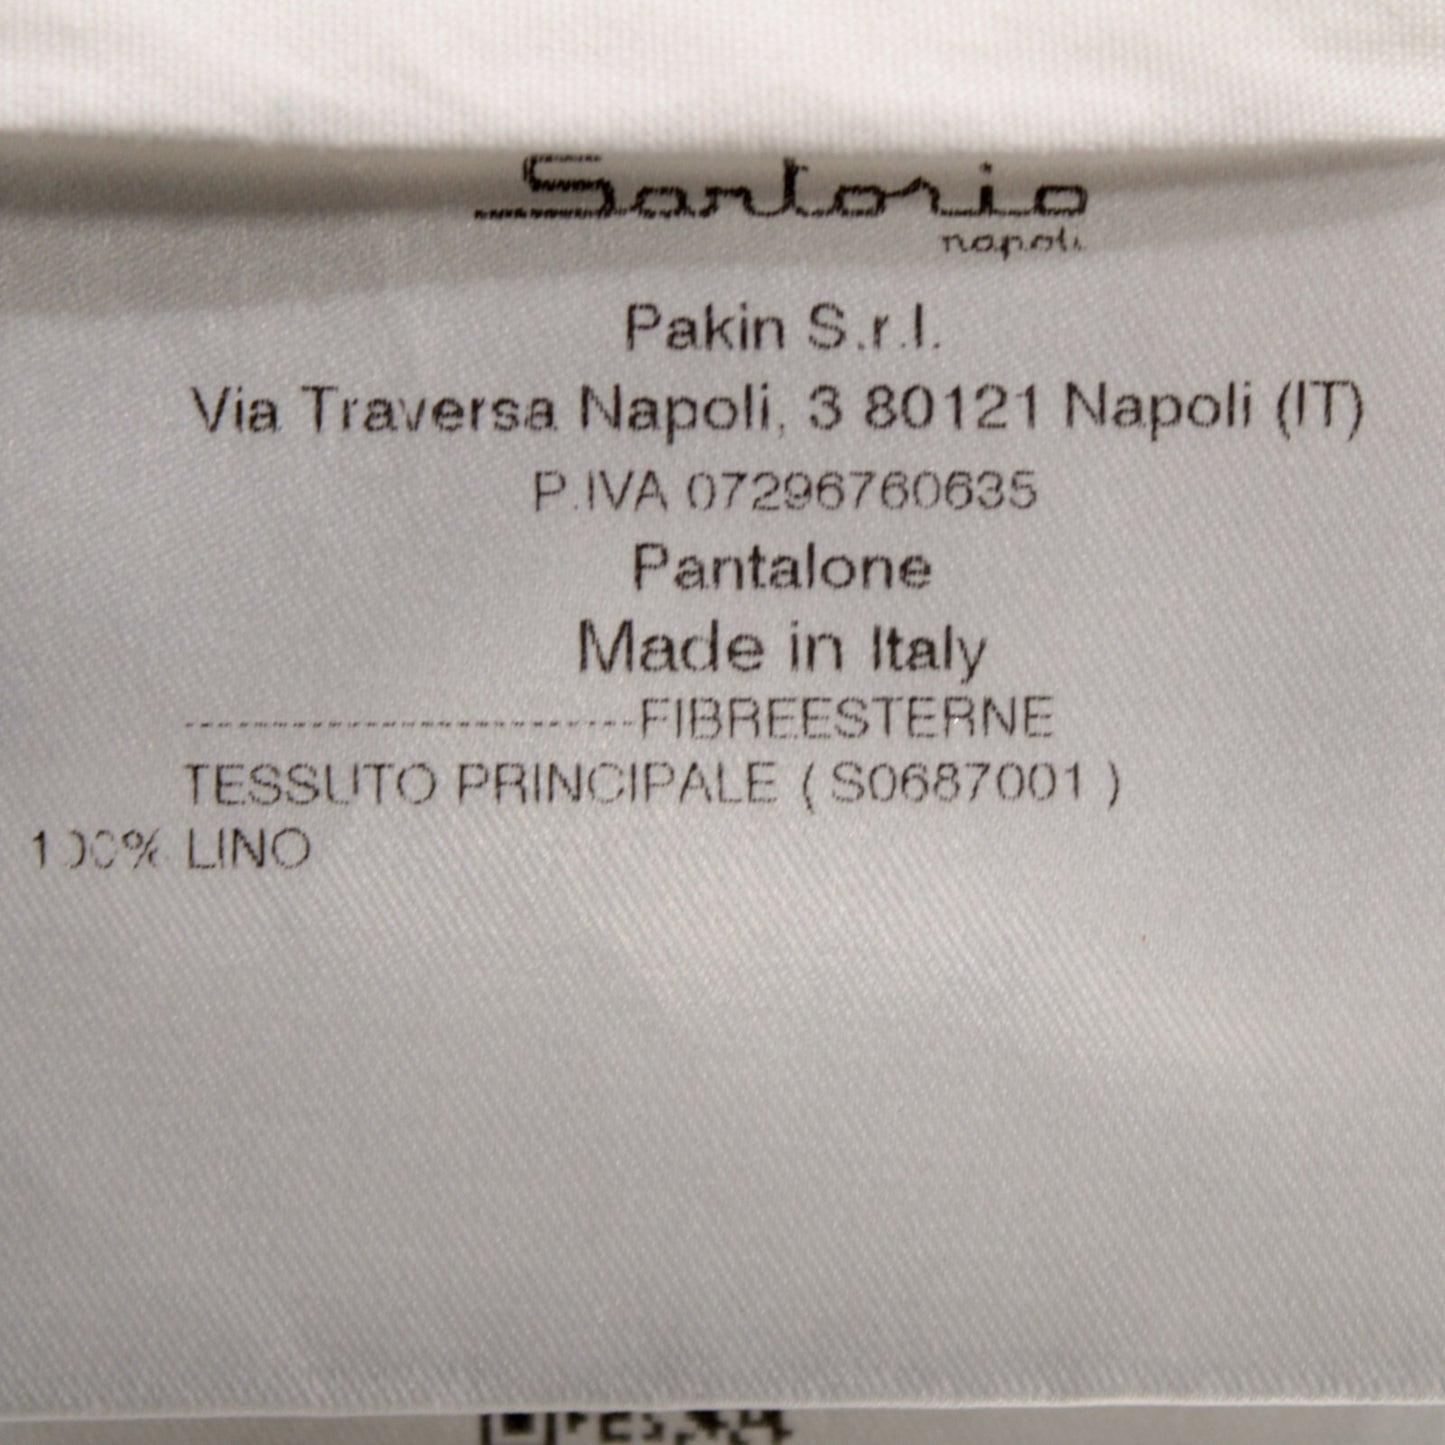 Sartorio
napoli
Pakin S.r.l.
Via Traversa Napoli, 3 80121 Napoli (IT)
P.IVA 07296760635
Pantalone
Made in Italy
-------------------------FIBREESTERNE
TESSUTO PRINCIPALE ( S0687001 )
100% LINO